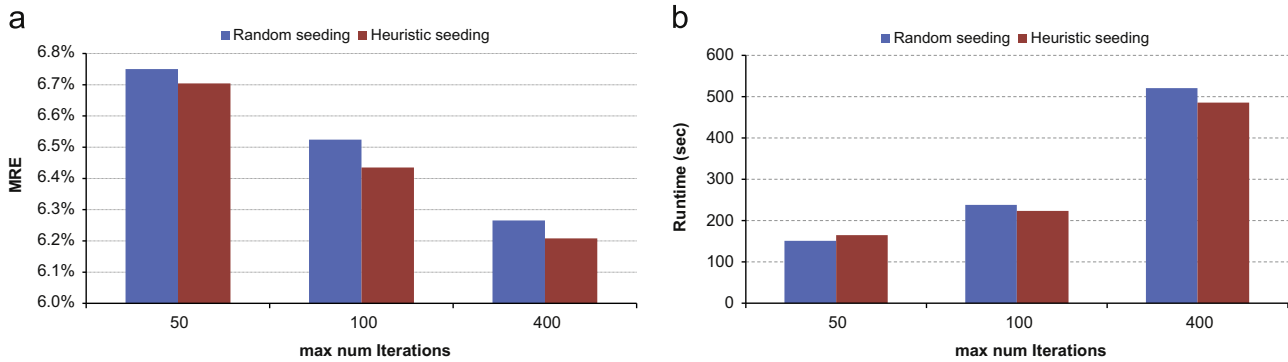 a
Random seeding Heuristic seeding
6.8%
6.7%
6.6%
6.5%
6.4%
6.3%
6.2%
6.1%
6.0%
MRE
50 100 400
max num Iterations
b
Random seeding Heuristic seeding
600
500
400
300
200
100
0
Runtime (sec)
50 100 400
max num Iterations